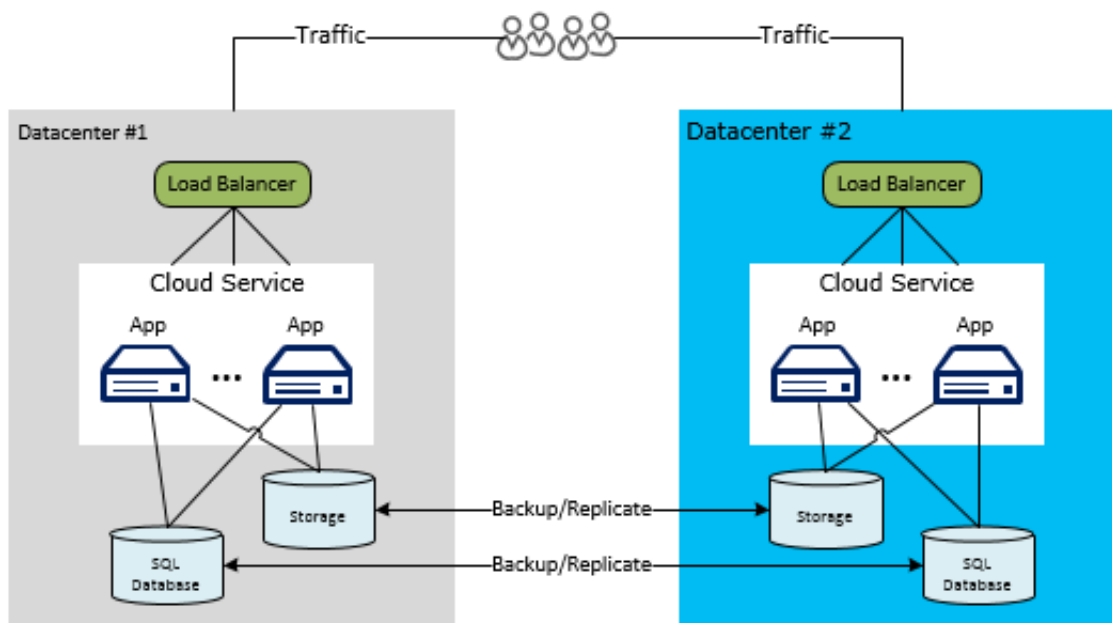 Traffic
Traffic
Datacenter #1
Load Balancer
Cloud Service
App
App
...
Storage
SQL
Database
Datacenter #2
Load Balancer
Cloud Service
App
App
...
Storage
SQL
Database
Backup/Replicate
Backup/Replicate